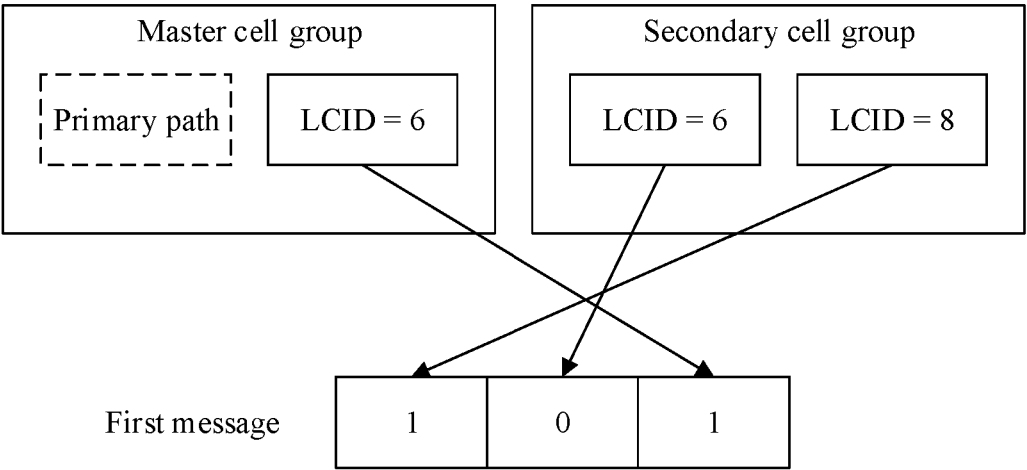 Master cell group
Secondary cell group
Primary path
LCID = 6
LCID = 6
LCID = 8
First message
1
0
1